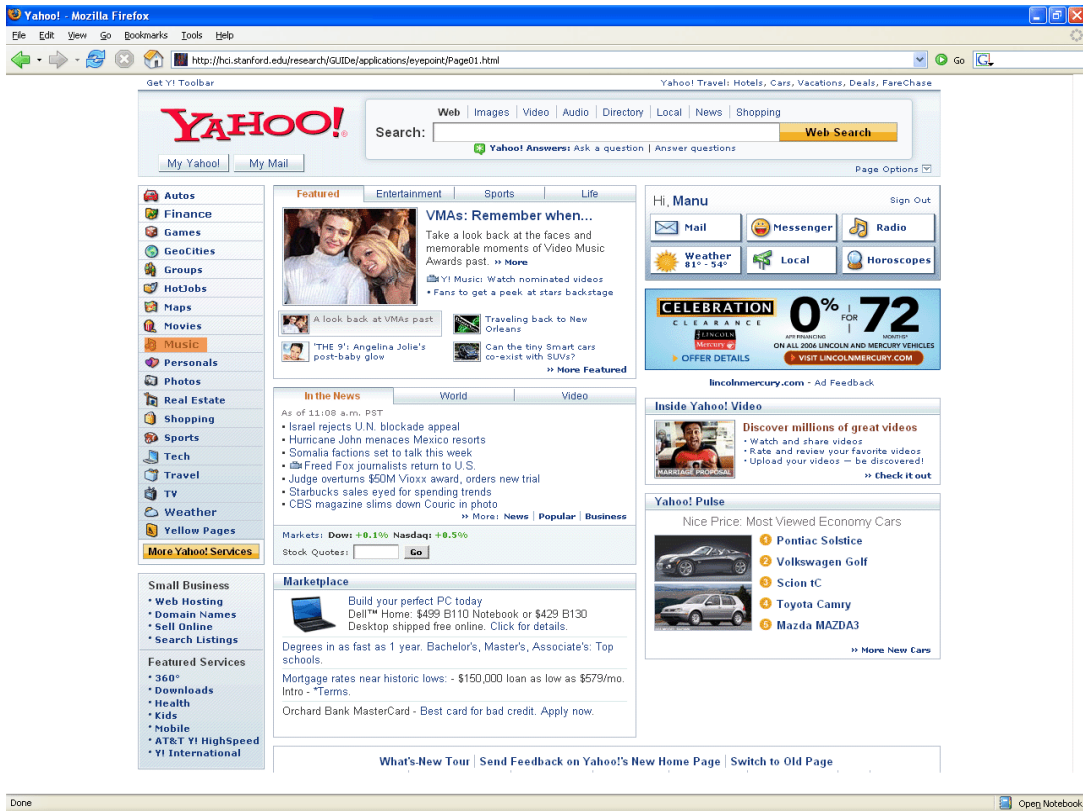 Yahoo! - Mozilla Firefox
File Edit View Go Bookmarks Tools Help
http://hci.stanford.edu/research/GUIDe/applications/eyepoint/Page01.html Go
Get Y! Toolbar
Yahoo! Travel: Hotels, Cars, Vacations, Deals, FareChase
YAHOO!
My Yahoo! My Mail
Web | Images | Video | Audio | Directory | Local | News | Shopping
Search: Web Search
Yahoo! Answers: Ask a question | Answer questions
Page Options
Autos
Finance
Games
GeoCities
Groups
HotJobs
Maps
Movies
Music
Personals
Photos
Real Estate
Shopping
Sports
Tech
Travel
TV
Weather
Yellow Pages
More Yahoo! Services
Small Business
• Web Hosting
• Domain Names
• Sell Online
• Search Listings
Featured Services
• 360°
• Downloads
• Health
• Kids
• Mobile
• AT&T Y! HighSpeed
• Y! International
Featured Entertainment Sports Life
VMAs: Remember when...
Take a look back at the faces and
memorable moments of Video Music
Awards past. » More
Y! Music: Watch nominated videos
• Fans to get a peek at stars backstage
A look back at VMAs past
Traveling back to New
Orleans
'THE 9': Angelina Jolie's
post-baby glow
Can the tiny Smart cars
co-exist with SUVs?
» More Featured
In the News World Video
As of 11:08 a.m. PST
• Israel rejects U.N. blockade appeal
• Hurricane John menaces Mexico resorts
• Somalia factions set to talk this week
• Freed Fox journalists return to U.S.
• Judge overturns $50M Vioxx award, orders new trial
• Starbucks sales eyed for spending trends
• CBS magazine slims down Couric in photo
» More: News | Popular | Business
Markets: Dow: +0.1% Nasdaq: +0.5%
Stock Quotes: Go
Marketplace
Build your perfect PC today
Dell™ Home: $499 B110 Notebook or $429 B130
Desktop shipped free online. Click for details.
Degrees in as fast as 1 year. Bachelor's, Master's, Associate's: Top
schools.
Mortgage rates near historic lows: - $150,000 loan as low as $579/mo.
Intro - *Terms.
Orchard Bank MasterCard - Best card for bad credit. Apply now.
Hi, Manu
Sign Out
Mail Messenger Radio
Weather
81° - 54°
Local Horoscopes
CELEBRATION
CLEARANCE
LINCOLN
Mercury
OFFER DETAILS
0% FOR 72
APR FINANCING MONTHS*
ON ALL 2006 LINCOLN AND MERCURY VEHICLES
VISIT LINCOLNMERCURY.COM
lincolnmercury.com - Ad Feedback
Inside Yahoo! Video
MARRIAGE PROPOSAL
Discover millions of great videos
• Watch and share videos
• Rate and review your favorite videos
• Upload your videos — be discovered!
» Check it out
Yahoo! Pulse
Nice Price: Most Viewed Economy Cars
1 Pontiac Solstice
2 Volkswagen Golf
3 Scion tC
4 Toyota Camry
5 Mazda MAZDA3
» More New Cars
What's-New Tour | Send Feedback on Yahoo!'s New Home Page | Switch to Old Page
Done
Open Notebook